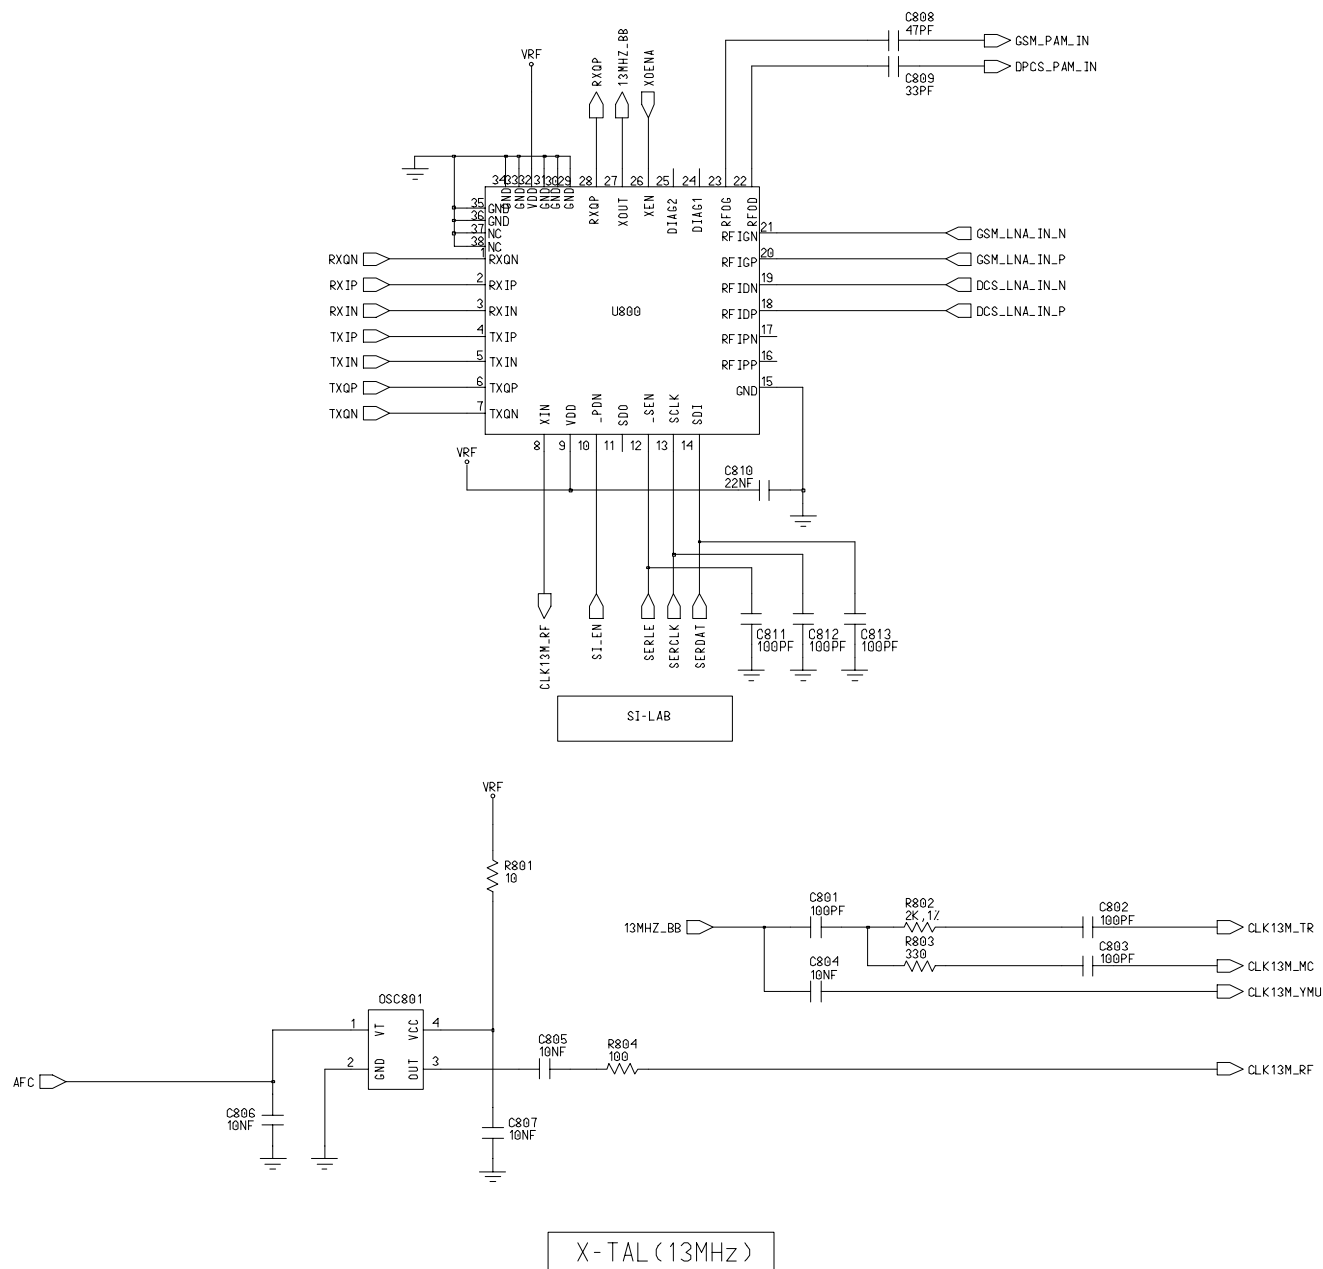 C808
47PF
GSM_PAM_IN
DPCS_PAM_IN
C809
33PF
VRF
RXQP
13MHZ_BB
XOENA
34 33 32 31 30 29 28 27 26 25 24 23 22
GND GND VDD GND GND GND RXQP XOUT XEN DIAG2 DIAG1 RFOG RFOD
35 GND
36 GND
37 NC
38 NC
RXQN 1 RXQN
RXIP 2 RXIP
RXIN 3 RXIN
TXIP 4 TXIP
TXIN 5 TXIN
TXQP 6 TXQP
TXQN 7 TXQN
U800
RFIGN 21 GSM_LNA_IN_N
RFIGP 20 GSM_LNA_IN_P
RFIDN 19 DCS_LNA_IN_N
RFIDP 18 DCS_LNA_IN_P
RFIPN 17
RFIPP 16
GND 15
XIN VDD _PDN SDO _SEN SCLK SDI
8 9 10 11 12 13 14
VRF
C810
22NF
CLK13M_RF
SI_EN
SERLE
SERCLK
SERDAT
C811
100PF
C812
100PF
C813
100PF
SI-LAB
VRF
R801
10
13MHZ_BB
C801
100PF
R802
2K,1%
C802
100PF
CLK13M_TR
R803
330
C803
100PF
CLK13M_MC
C804
10NF
CLK13M_YMU
OSC801
1 VT VCC 4
2 GND OUT 3
C805
10NF
R804
100
CLK13M_RF
AFC
C806
10NF
C807
10NF
X-TAL(13MHz)